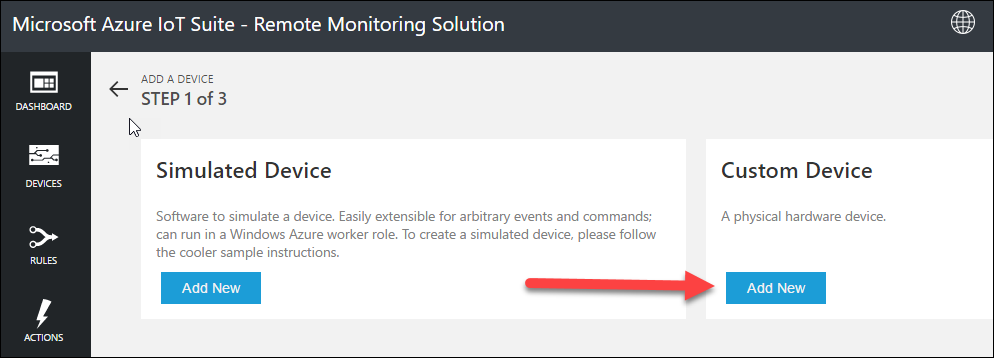 Microsoft Azure IoT Suite - Remote Monitoring Solution
DASHBOARD
DEVICES
RULES
ACTIONS
ADD A DEVICE
STEP 1 of 3
Simulated Device
Software to simulate a device. Easily extensible for arbitrary events and commands;
can run in a Windows Azure worker role. To create a simulated device, please follow
the cooler sample instructions.
Add New
Custom Device
A physical hardware device.
Add New